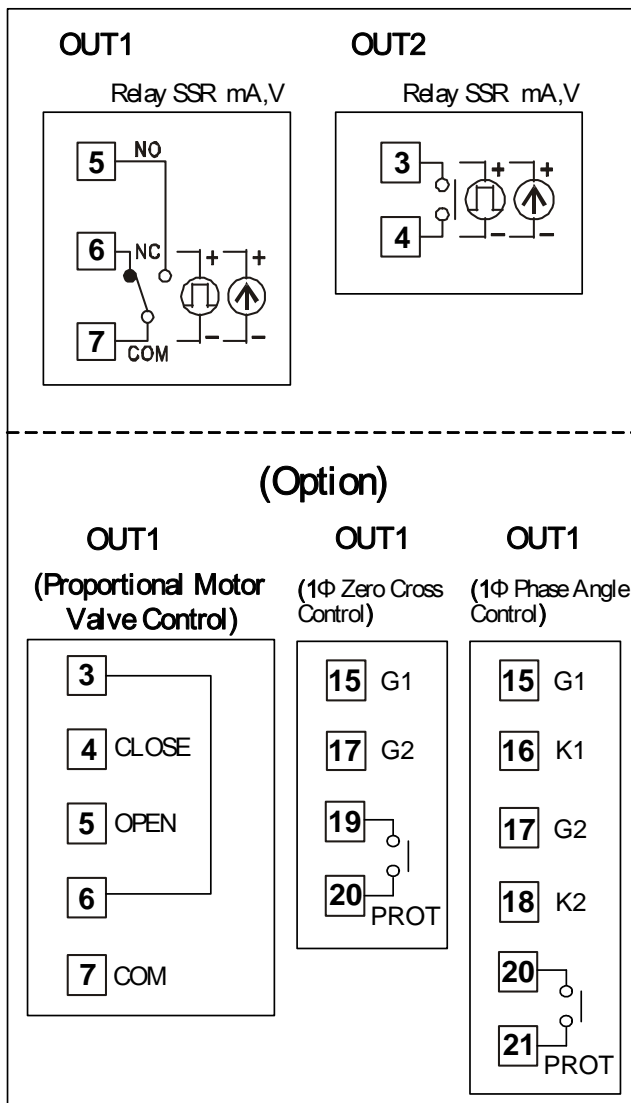 OUT1
Relay SSR mA,V
5 NO
6 NC + +
7 COM - -
OUT2
Relay SSR mA,V
3 + +
4 - -
(Option)
OUT1
(Proportional Motor
Valve Control)
3
4 CLOSE
5 OPEN
6
7 COM
OUT1
(1Φ Zero Cross
Control)
15 G1
17 G2
19
20 PROT
OUT1
(1Φ Phase Angle
Control)
15 G1
16 K1
17 G2
18 K2
20
21 PROT